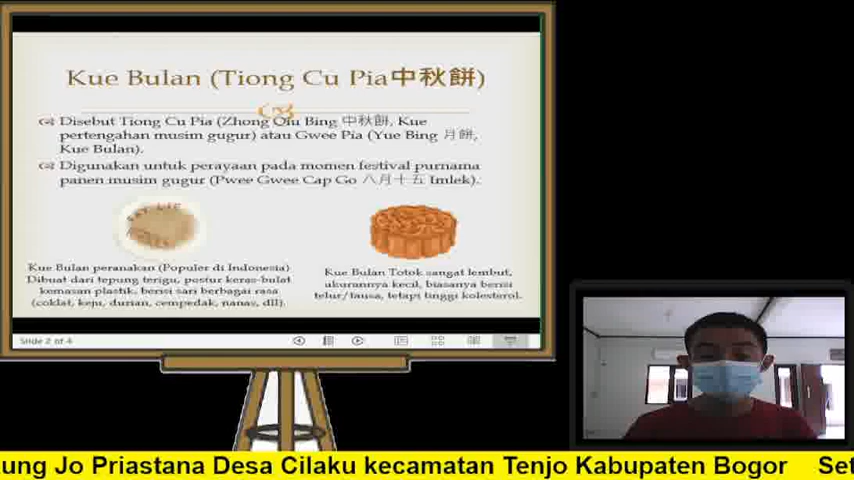 Kue Bulan (Tiong Cu Pia中秋餅)
Disebut Tiong Cu Pia (Zhong Qiu Bing 中秋餅, Kue
pertengahan musim gugur) atau Gwee Pia (Yue Bing 月餅,
Kue Bulan).
Digunakan untuk perayaan pada momen festival purnama
panen musim gugur (Pwee Gwee Cap Go 八月十五 Imlek).
Kue Bulan peranakan (Populer di Indonesia)
Dibuat dari tepung terigu, postur keras-bulat
kemasan plastik, berisi sari berbagai rasa
(coklat, keju, durian, cempedak, nanas, dll).
Kue Bulan Totok sangat lembut,
ukurannya kecil, biasanya berisi
telur/tausa, tetapi tinggi kolesterol.
Slide 2 of 4
ung Jo Priastana Desa Cilaku kecamatan Tenjo Kabupaten Bogor Set